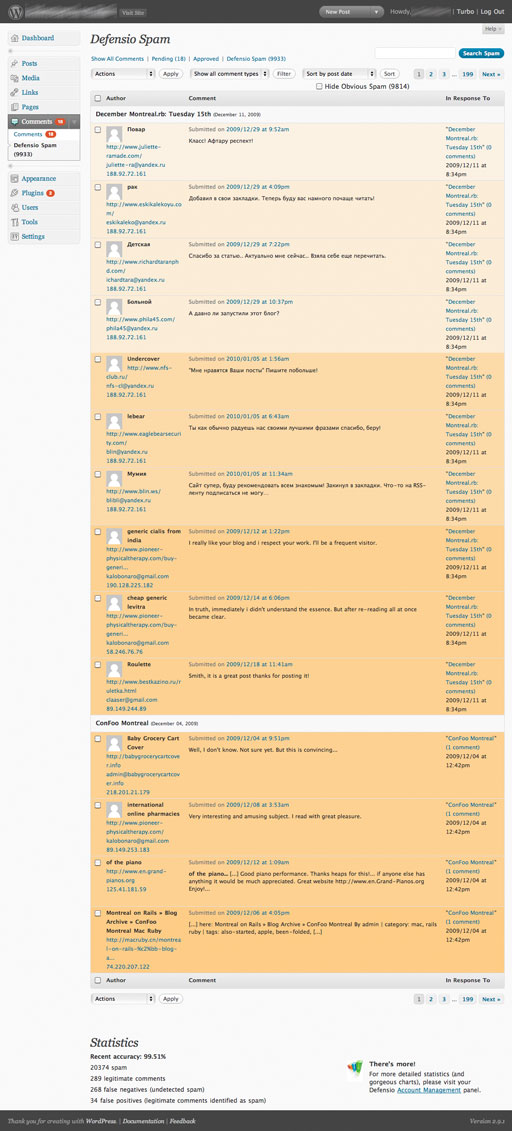 Visit Site
New Post
Howdy, | Turbo | Log Out
Help
Dashboard
Posts
Media
Links
Pages
Comments 18
Comments 18
Defensio Spam
(9933)
Appearance
Plugins 5
Users
Tools
Settings
Defensio Spam
Show All Comments | Pending (18) | Approved | Defensio Spam (9933)
Search Spam
Actions Apply Show all comment types Filter Sort by post date Sort 1 2 3 ... 199 Next »
Hide Obvious Spam (9814)
Author Comment In Response To
December Montreal.rb: Tuesday 15th (December 11, 2009)
Повар
http://www.juliette-
ramade.com/
juliette-ra@yandex.ru
188.92.72.161
Submitted on 2009/12/29 at 9:52am
Класс! Афтару респект!
"December
Montreal.rb:
Tuesday 15th" (0
comments)
2009/12/11 at
8:34pm
рак
http://www.eskikalekoyu.co
m/
eskikaleko@yandex.ru
188.92.72.161
Submitted on 2009/12/29 at 4:09pm
Добавил в свои закладки. Теперь буду вас намного почаще читать!
"December
Montreal.rb:
Tuesday 15th" (0
comments)
2009/12/11 at
8:34pm
Детская
http://www.richardtaranph
d.com/
ichardtara@yandex.ru
188.92.72.161
Submitted on 2009/12/29 at 7:22pm
Спасибо за статью.. Актуально мне сейчас.. Взяла себе еще перечитать.
"December
Montreal.rb:
Tuesday 15th" (0
comments)
2009/12/11 at
8:34pm
Больной
http://www.phila45.com/
phila45@yandex.ru
188.92.72.161
Submitted on 2009/12/29 at 10:37pm
А давно ли запустили этот блог?
"December
Montreal.rb:
Tuesday 15th" (0
comments)
2009/12/11 at
8:34pm
Undercover
http://www.nfs-
club.ru/
nfs-cl@yandex.ru
188.92.72.161
Submitted on 2010/01/05 at 1:56am
"Мне нравятся Ваши посты" Пишите побольше!
"December
Montreal.rb:
Tuesday 15th" (0
comments)
2009/12/11 at
8:34pm
lebear
http://www.eaglebearsecuri
ty.com/
blin@yandex.ru
188.92.72.161
Submitted on 2010/01/05 at 6:43am
Ты как обычно радуешь нас своими лучшими фразами спасибо, беру!
"December
Montreal.rb:
Tuesday 15th" (0
comments)
2009/12/11 at
8:34pm
Мумия
http://www.blin.ws/
blibli@yandex.ru
188.92.72.161
Submitted on 2010/01/05 at 11:34am
Сайт супер, буду рекомендовать всем знакомым! Закинул в закладки. Что-то на RSS-
ленту подписаться не могу...
"December
Montreal.rb:
Tuesday 15th" (0
comments)
2009/12/11 at
8:34pm
generic cialis from
india
http://www.pioneer-
physicaltherapy.com/buy-
generi...
kalobonaro@gmail.com
190.128.225.182
Submitted on 2009/12/12 at 1:22pm
I really like your blog and i respect your work. I'll be a frequent visitor.
"December
Montreal.rb:
Tuesday 15th" (0
comments)
2009/12/11 at
8:34pm
cheap generic
levitra
http://www.pioneer-
physicaltherapy.com/buy-
generi...
kalobonaro@gmail.com
58.246.76.76
Submitted on 2009/12/14 at 6:06pm
In truth, immediately i didn't understand the essence. But after re-reading all at once
became clear.
"December
Montreal.rb:
Tuesday 15th" (0
comments)
2009/12/11 at
8:34pm
Roulette
http://www.bestkazino.ru/r
uletka.html
claaser@gmail.com
89.149.244.89
Submitted on 2009/12/18 at 11:41am
Smith, it is a great post thanks for posting it!
"December
Montreal.rb:
Tuesday 15th" (0
comments)
2009/12/11 at
8:34pm
ConFoo Montreal (December 04, 2009)
Baby Grocery Cart
Cover
http://babygrocerycartcove
r.info
admin@babygrocerycartcov
er.info
218.201.21.179
Submitted on 2009/12/04 at 9:51pm
Well, I don't know. Not sure yet. But this is convincing...
"ConFoo Montreal"
(1 comment)
2009/12/04 at
12:42pm
international
online pharmacies
http://www.pioneer-
physicaltherapy.com/
kalobonaro@gmail.com
89.149.253.183
Submitted on 2009/12/08 at 3:53am
Very interesting and amusing subject. I read with great pleasure.
"ConFoo Montreal"
(1 comment)
2009/12/04 at
12:42pm
of the piano
http://www.en.grand-
pianos.org
125.41.181.59
Submitted on 2009/12/12 at 1:09am
of the piano... [...] Good piano performance. Thanks heaps for this!... if anyone else has
anything it would be much appreciated. Great website http://www.en.Grand-Pianos.org
Enjoy!...
"ConFoo Montreal"
(1 comment)
2009/12/04 at
12:42pm
Montreal on Rails » Blog
Archive » ConFoo
Montreal Mac Ruby
http://macruby.cn/montrea
l-on-rails-%c2%bb-blog-
a...
74.220.207.122
Submitted on 2009/12/06 at 4:05pm
[...] here: Montreal on Rails » Blog Archive » ConFoo Montreal By admin | category: mac, rails
ruby | tags: also-started, apple, been-folded, [...]
"ConFoo Montreal"
(1 comment)
2009/12/04 at
12:42pm
Author Comment In Response To
Actions Apply 1 2 3 ... 199 Next »
Statistics
Recent accuracy: 99.51%
20374 spam
289 legitimate comments
268 false negatives (undetected spam)
34 false positives (legitimate comments identified as spam)
There's more!
For more detailed statistics (and
gorgeous charts), please visit your
Defensio Account Management panel.
Thank you for creating with WordPress. | Documentation | Feedback
Version 2.9.1